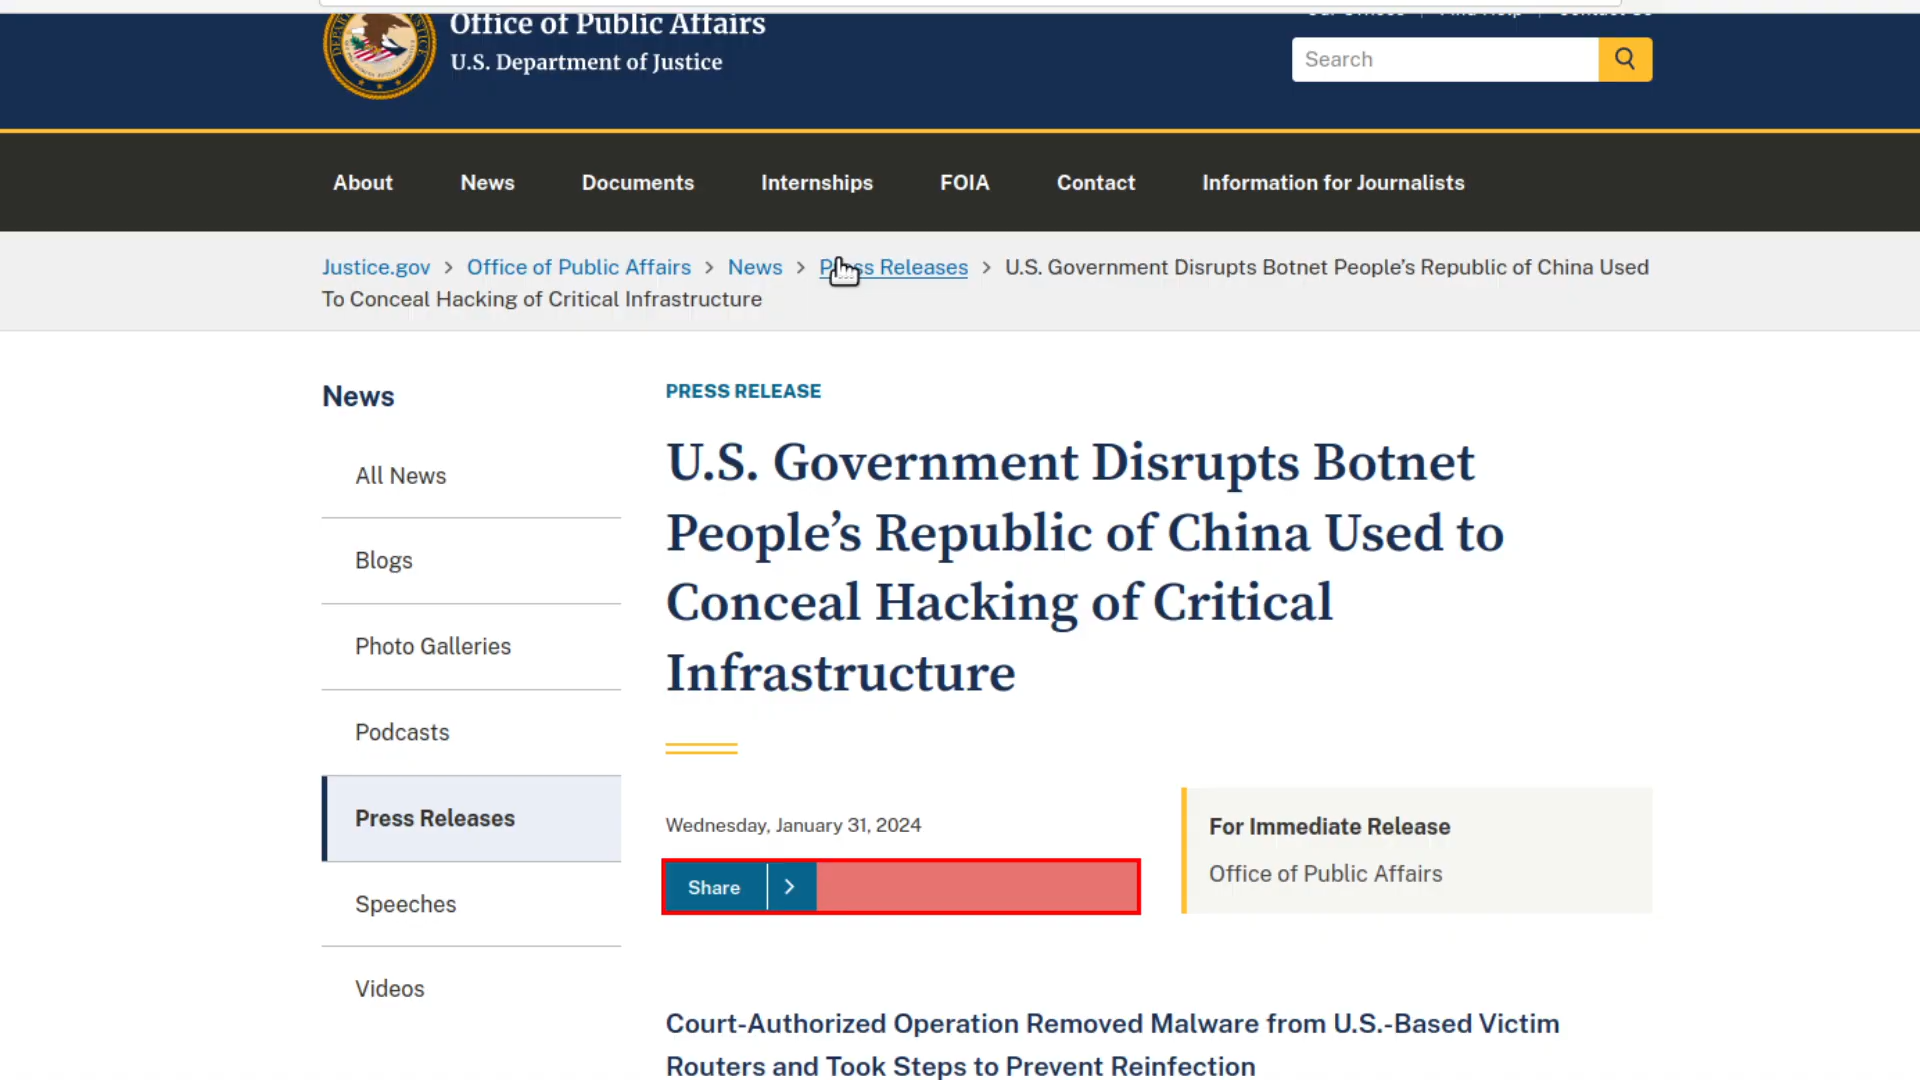 Office of Public Affairs
U.S. Department of Justice
Search
About
News
Documents
Internships
FOIA
Contact
Information for Journalists
Justice.gov > Office of Public Affairs > News > Press Releases > U.S. Government Disrupts Botnet People’s Republic of China Used
To Conceal Hacking of Critical Infrastructure
News
All News
Blogs
Photo Galleries
Podcasts
Press Releases
Speeches
Videos
PRESS RELEASE
U.S. Government Disrupts Botnet
People’s Republic of China Used to
Conceal Hacking of Critical
Infrastructure
Wednesday, January 31, 2024
Share >
For Immediate Release
Office of Public Affairs
Court-Authorized Operation Removed Malware from U.S.-Based Victim
Routers and Took Steps to Prevent Reinfection